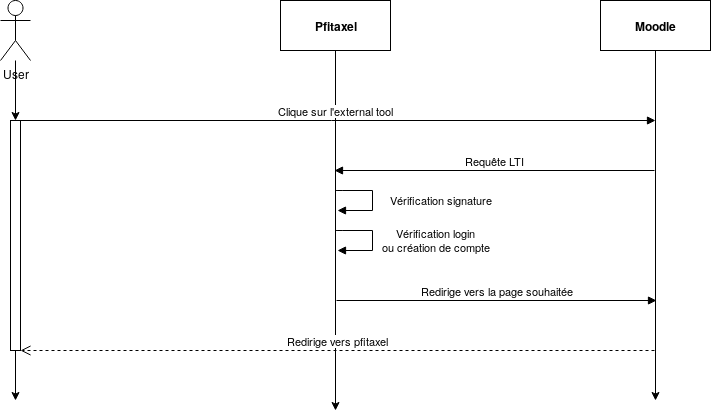 Pfitaxel
Moodle
User
Clique sur l'external tool
Requête LTI
Vérification signature
Vérification login
ou création de compte
Redirige vers la page souhaitée
Redirige vers pfitaxel